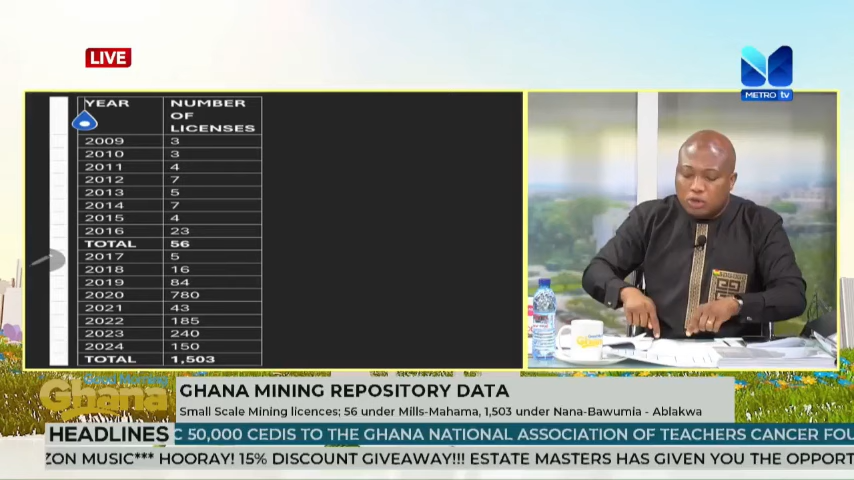 LIVE
METRO tv
YEAR NUMBER OF LICENSES
2009 3
2010 3
2011 4
2012 7
2013 5
2014 7
2015 4
2016 23
TOTAL 56
2017 5
2018 16
2019 84
2020 780
2021 43
2022 185
2023 240
2024 150
TOTAL 1,503
Good Morning
Ghana
GHANA MINING REPOSITORY DATA
Small Scale Mining licences; 56 under Mills-Mahama, 1,503 under Nana-Bawumia - Ablakwa
HEADLINES C 50,000 CEDIS TO THE GHANA NATIONAL ASSOCIATION OF TEACHERS CANCER FOU
ZON MUSIC*** HOORAY! 15% DISCOUNT GIVEAWAY!!! ESTATE MASTERS HAS GIVEN YOU THE OPPORT